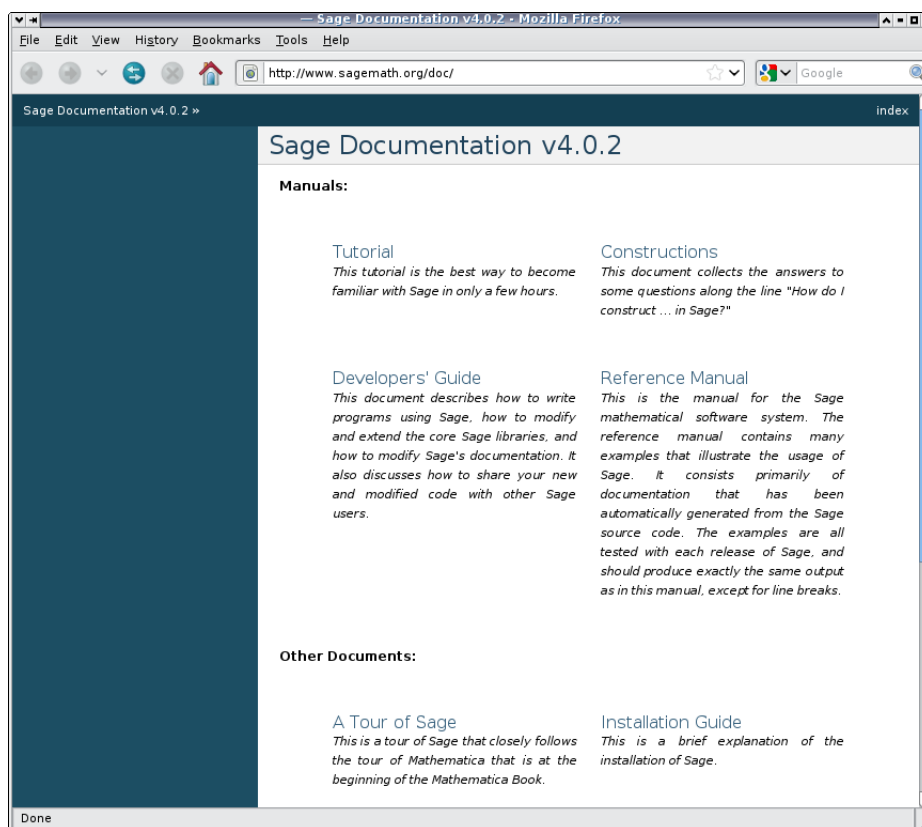 — Sage Documentation v4.0.2 - Mozilla Firefox
File Edit View History Bookmarks Tools Help
http://www.sagemath.org/doc/
Google
Sage Documentation v4.0.2 »
index
Sage Documentation v4.0.2
Manuals:
Tutorial
This tutorial is the best way to become
familiar with Sage in only a few hours.
Constructions
This document collects the answers to
some questions along the line "How do I
construct ... in Sage?"
Developers' Guide
This document describes how to write
programs using Sage, how to modify
and extend the core Sage libraries, and
how to modify Sage's documentation. It
also discusses how to share your new
and modified code with other Sage
users.
Reference Manual
This is the manual for the Sage
mathematical software system. The
reference manual contains many
examples that illustrate the usage of
Sage. It consists primarily of
documentation that has been
automatically generated from the Sage
source code. The examples are all
tested with each release of Sage, and
should produce exactly the same output
as in this manual, except for line breaks.
Other Documents:
A Tour of Sage
This is a tour of Sage that closely follows
the tour of Mathematica that is at the
beginning of the Mathematica Book.
Installation Guide
This is a brief explanation of the
installation of Sage.
Done